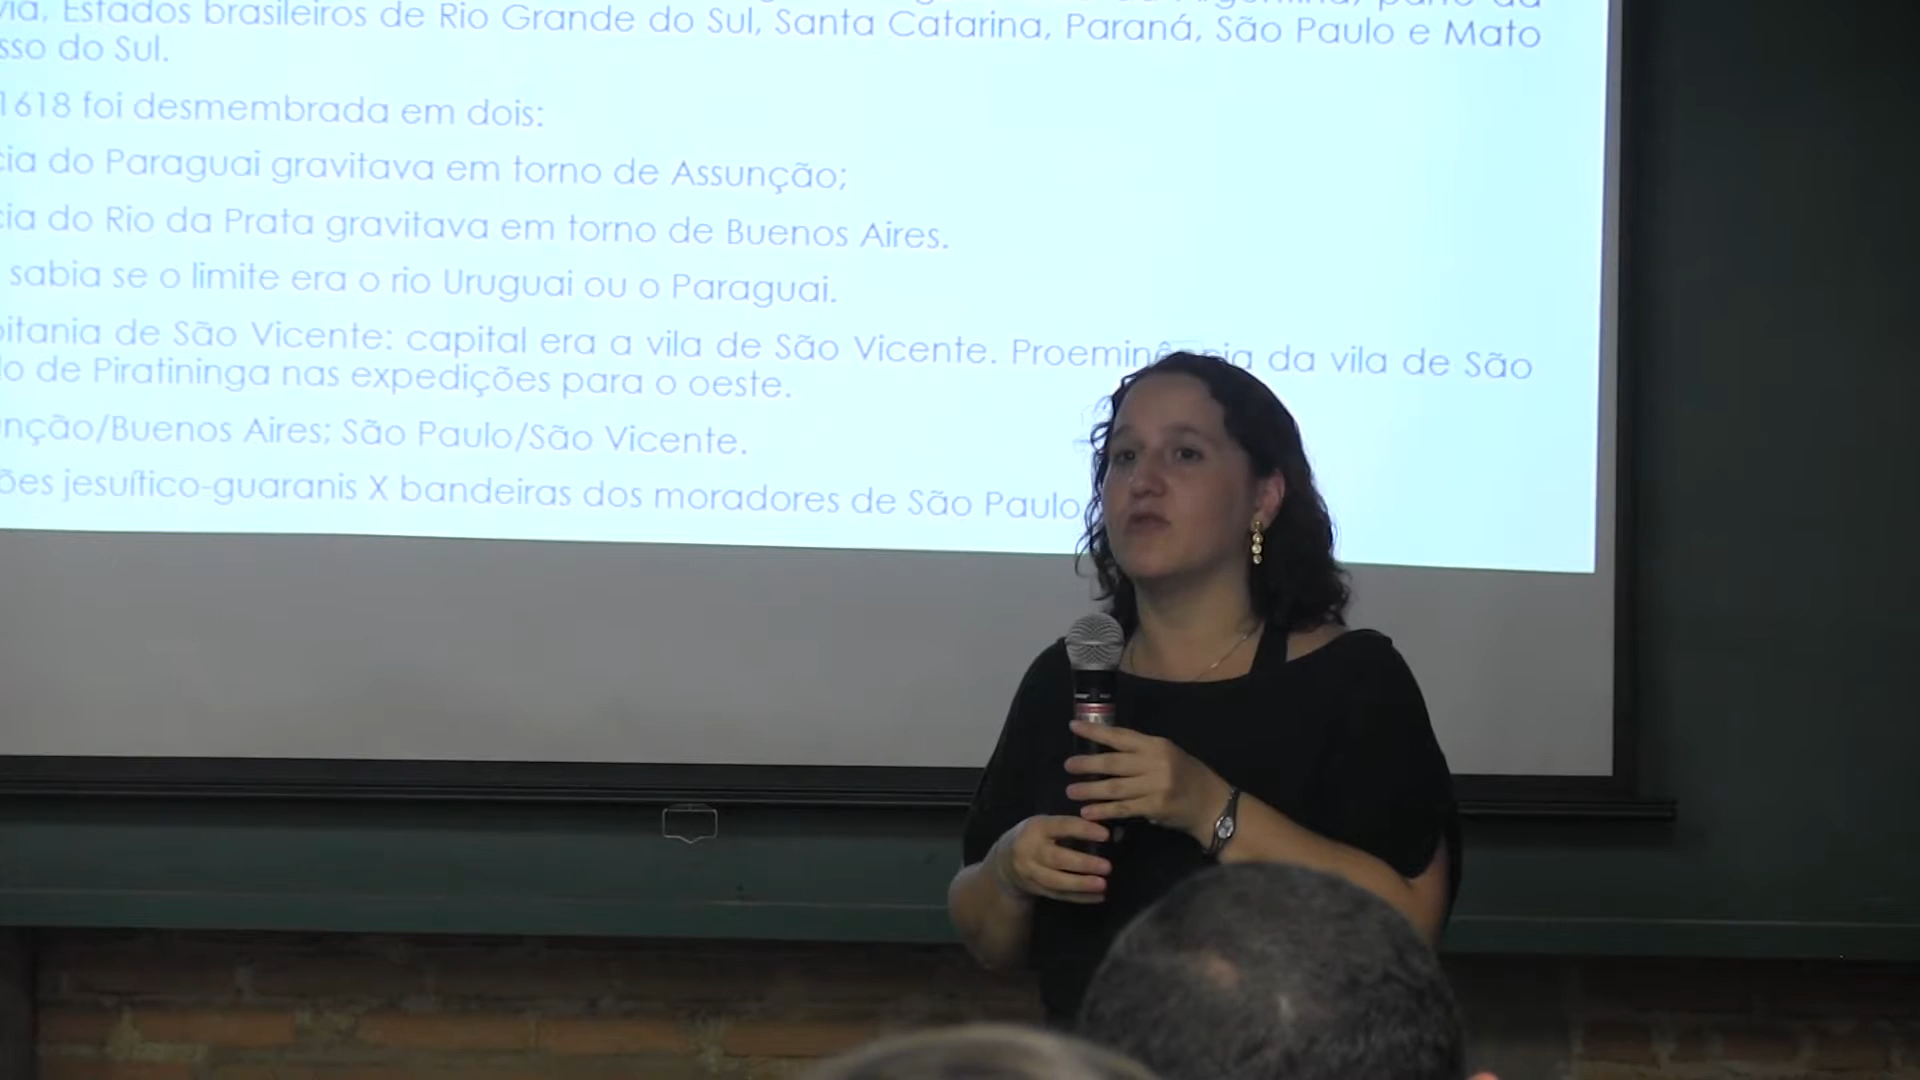 via, Estados brasileiros de Rio Grande do Sul, Santa Catarina, Paraná, São Paulo e Mato
sso do Sul.
1618 foi desmembrada em dois:
cia do Paraguai gravitava em torno de Assunção;
cia do Rio da Prata gravitava em torno de Buenos Aires.
sabia se o limite era o rio Uruguai ou o Paraguai.
pitania de São Vicente: capital era a vila de São Vicente. Proeminência da vila de São
lo de Piratininga nas expedições para o oeste.
unção/Buenos Aires; São Paulo/São Vicente.
ões jesuítico-guaranis X bandeiras dos moradores de São Paulo